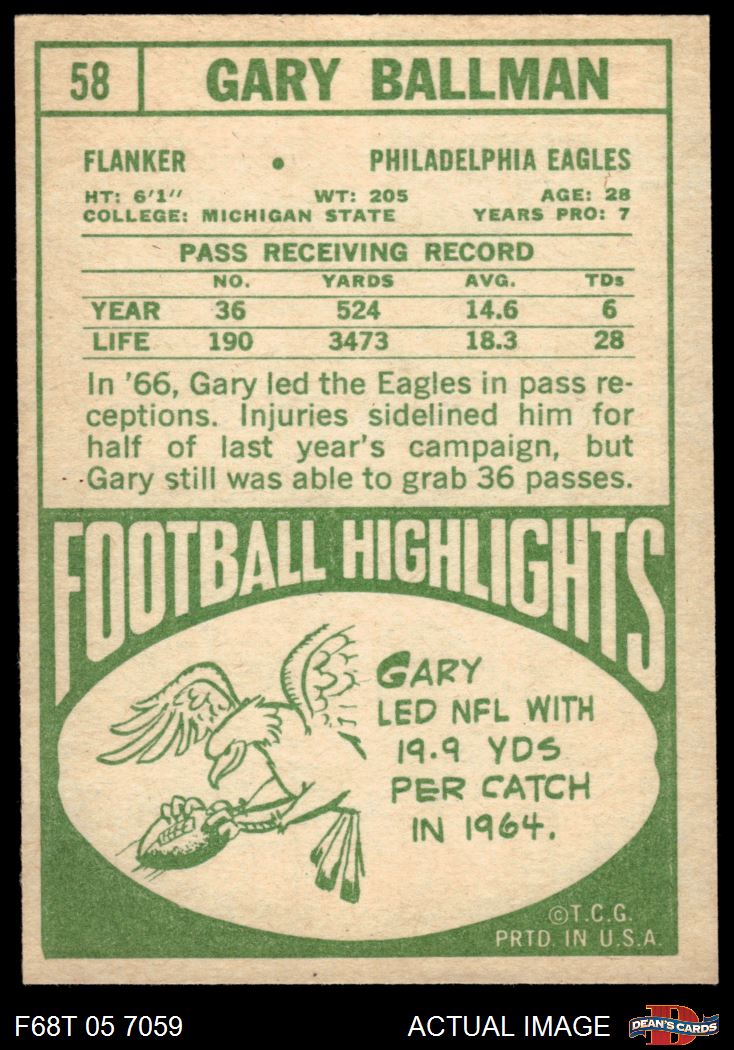 58 GARY BALLMAN
FLANKER • PHILADELPHIA EAGLES
HT: 6'1" WT: 205 AGE: 28
COLLEGE: MICHIGAN STATE YEARS PRO: 7
PASS RECEIVING RECORD
NO. YARDS AVG. TDs
YEAR 36 524 14.6 6
LIFE 190 3473 18.3 28
In '66, Gary led the Eagles in pass re-
ceptions. Injuries sidelined him for
half of last year's campaign, but
Gary still was able to grab 36 passes.
FOOTBALL HIGHLIGHTS
GARY
LED NFL WITH
19.9 YDS
PER CATCH
IN 1964.
©T.C.G.
PRTD. IN U.S.A.
F68T 05 7059 ACTUAL IMAGE D DEAN'S CARDS